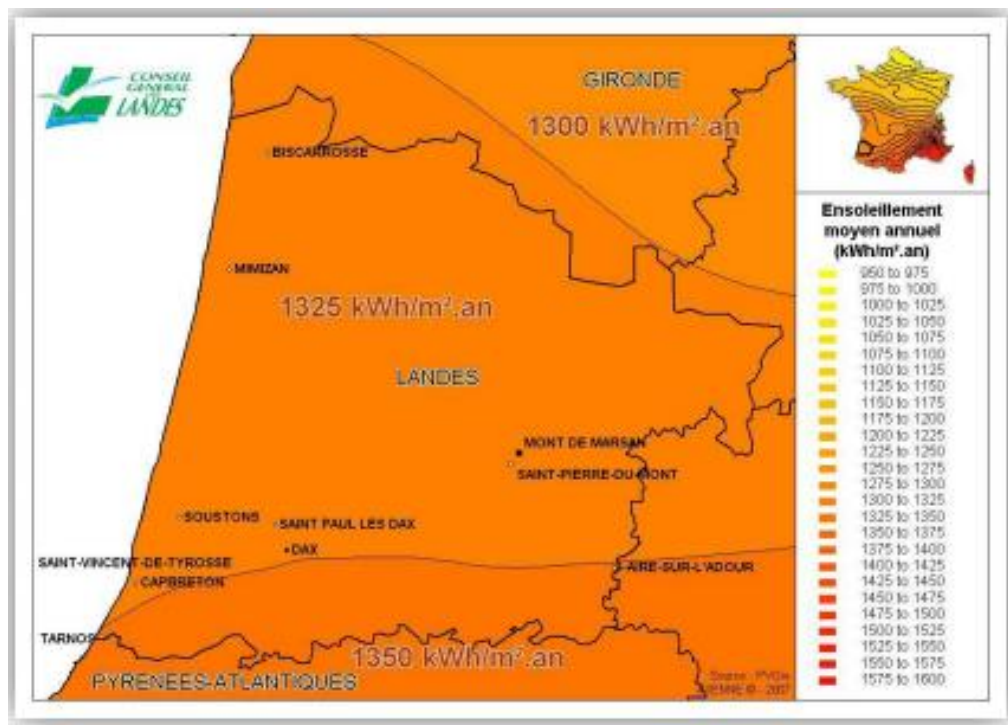 CONSEIL
GENERAL
DES
LANDES
GIRONDE
1300 kWh/m².an
BISCARROSSE
MIMIZAN
1325 kWh/m².an
LANDES
MONT DE MARSAN
SAINT-PIERRE-DU-MONT
SOUSTONS
SAINT PAUL LES DAX
DAX
SAINT-VINCENT-DE-TYROSSE
AIRE-SUR-L'ADOUR
CAPBRETON
TARNOS
1350 kWh/m².an
PYRENEES-ATLANTIQUES
Source : PVGis
2007
Ensoleillement
moyen annuel
(kWh/m².an)
950 to 975
975 to 1000
1000 to 1025
1025 to 1050
1050 to 1075
1075 to 1100
1100 to 1125
1125 to 1150
1150 to 1175
1175 to 1200
1200 to 1225
1225 to 1250
1250 to 1275
1275 to 1300
1300 to 1325
1325 to 1350
1350 to 1375
1375 to 1400
1400 to 1425
1425 to 1450
1450 to 1475
1475 to 1500
1500 to 1525
1525 to 1550
1550 to 1575
1575 to 1600